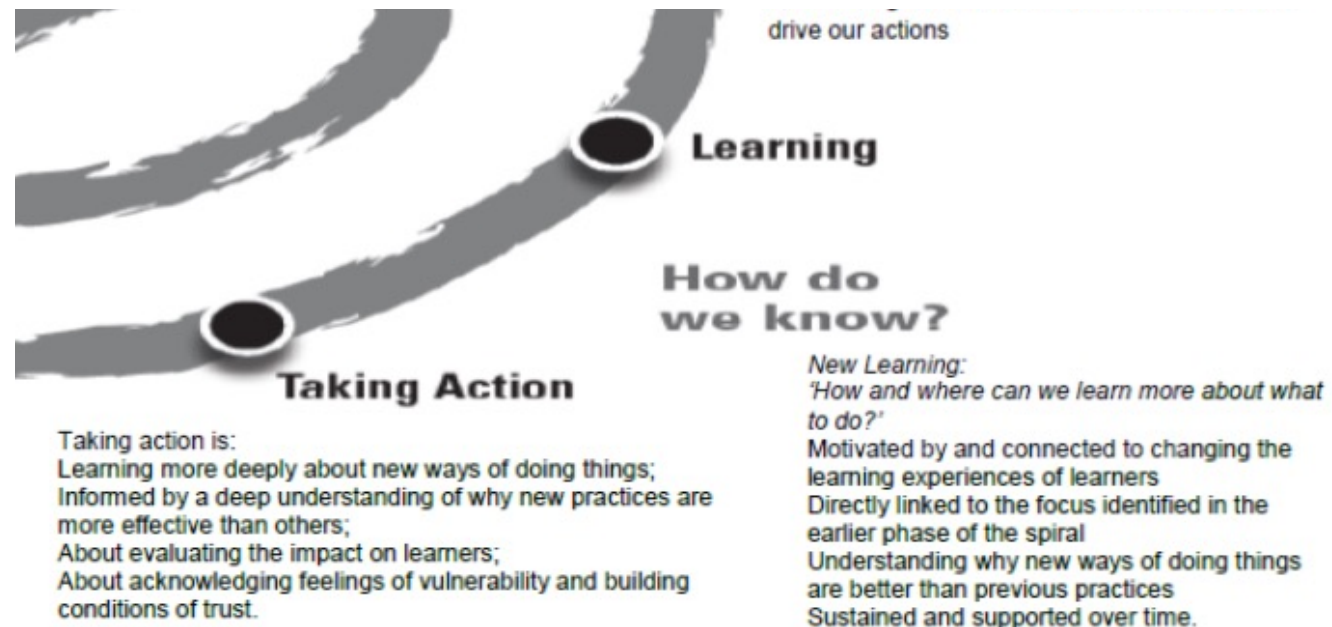 drive our actions
Learning
How do
we know?
Taking Action
Taking action is:
Learning more deeply about new ways of doing things;
Informed by a deep understanding of why new practices are
more effective than others;
About evaluating the impact on learners;
About acknowledging feelings of vulnerability and building
conditions of trust.
New Learning:
'How and where can we learn more about what
to do?'
Motivated by and connected to changing the
learning experiences of learners
Directly linked to the focus identified in the
earlier phase of the spiral
Understanding why new ways of doing things
are better than previous practices
Sustained and supported over time.